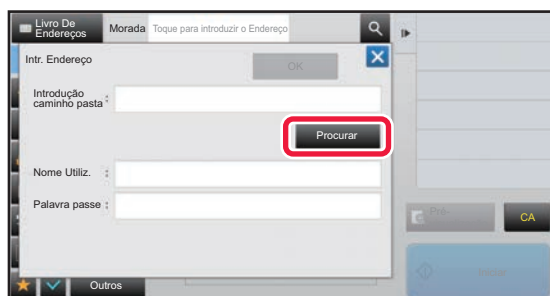 Livro De
Endereços
Morada
Toque para introduzir o Endereço
Intr. Endereço
OK
Introdução
caminho pasta :
Procurar
Nome Utiliz. :
Palavra passe :
CA
Outros